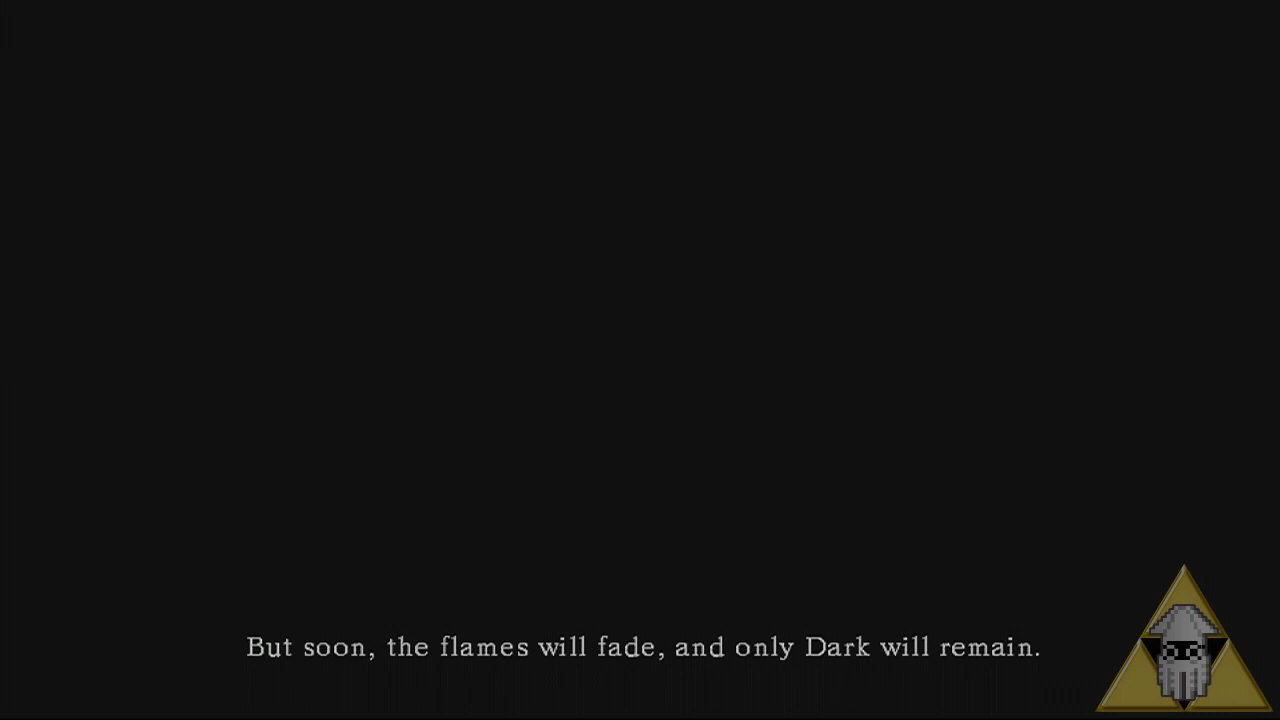 But soon, the flames will fade, and only Dark will remain.